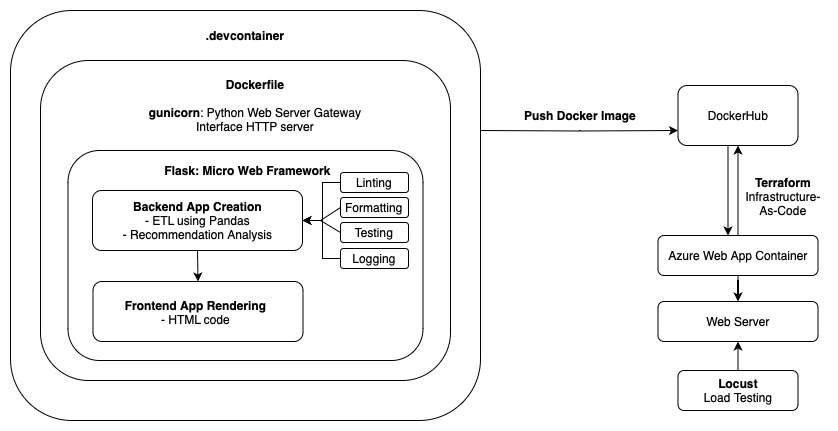 .devcontainer
Dockerfile
gunicorn: Python Web Server Gateway
Interface HTTP server
Flask: Micro Web Framework
Backend App Creation
- ETL using Pandas
- Recommendation Analysis
Linting
Formatting
Testing
Logging
Frontend App Rendering
- HTML code
Push Docker Image
DockerHub
Terraform
Infrastructure-
As-Code
Azure Web App Container
Web Server
Locust
Load Testing